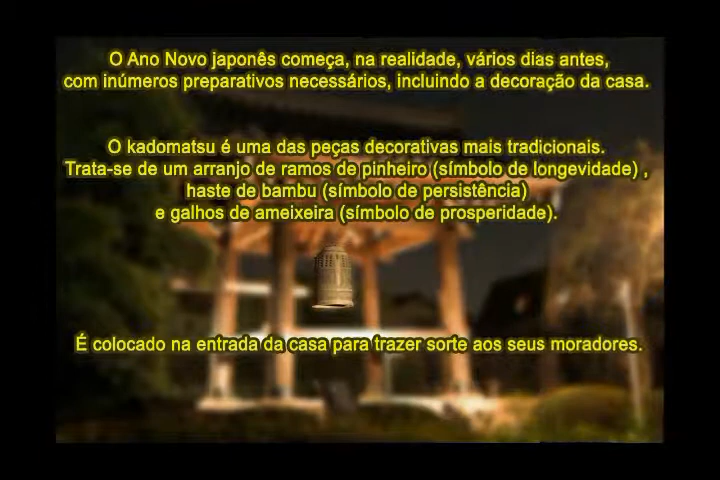 O Ano Novo japonês começa, na realidade, vários dias antes,
com inúmeros preparativos necessários, incluindo a decoração da casa.
O kadomatsu é uma das peças decorativas mais tradicionais.
Trata-se de um arranjo de ramos de pinheiro (símbolo de longevidade) ,
haste de bambu (símbolo de persistência)
e galhos de ameixeira (símbolo de prosperidade).
É colocado na entrada da casa para trazer sorte aos seus moradores.